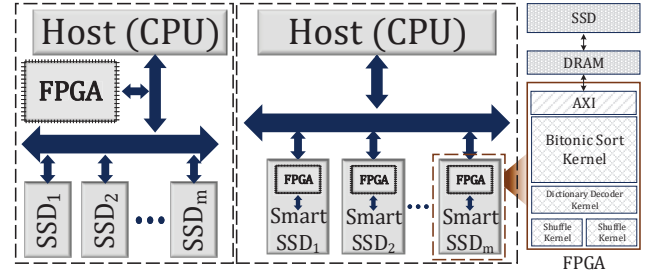 Host (CPU)
FPGA
SSD1
SSD2
SSDm
Host (CPU)
FPGA
FPGA
FPGA
Smart
SSD1
Smart
SSD2
Smart
SSDm
SSD
DRAM
AXI
Bitonic Sort
Kernel
Dictionary Decoder
Kernel
Shuffle
Kernel
Shuffle
Kernel
FPGA